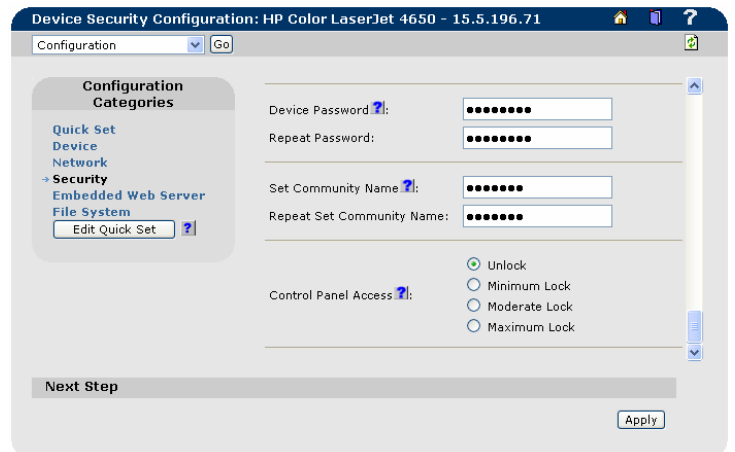 Device Security Configuration: HP Color LaserJet 4650 - 15.5.196.71
?
Configuration
Go
Configuration
Categories
Quick Set
Device
Network
→ Security
Embedded Web Server
File System
Edit Quick Set ?
Device Password ?: ●●●●●●●●
Repeat Password: ●●●●●●●●
Set Community Name ?: ●●●●●●●
Repeat Set Community Name: ●●●●●●●
Control Panel Access ?:
Unlock
Minimum Lock
Moderate Lock
Maximum Lock
Next Step
Apply